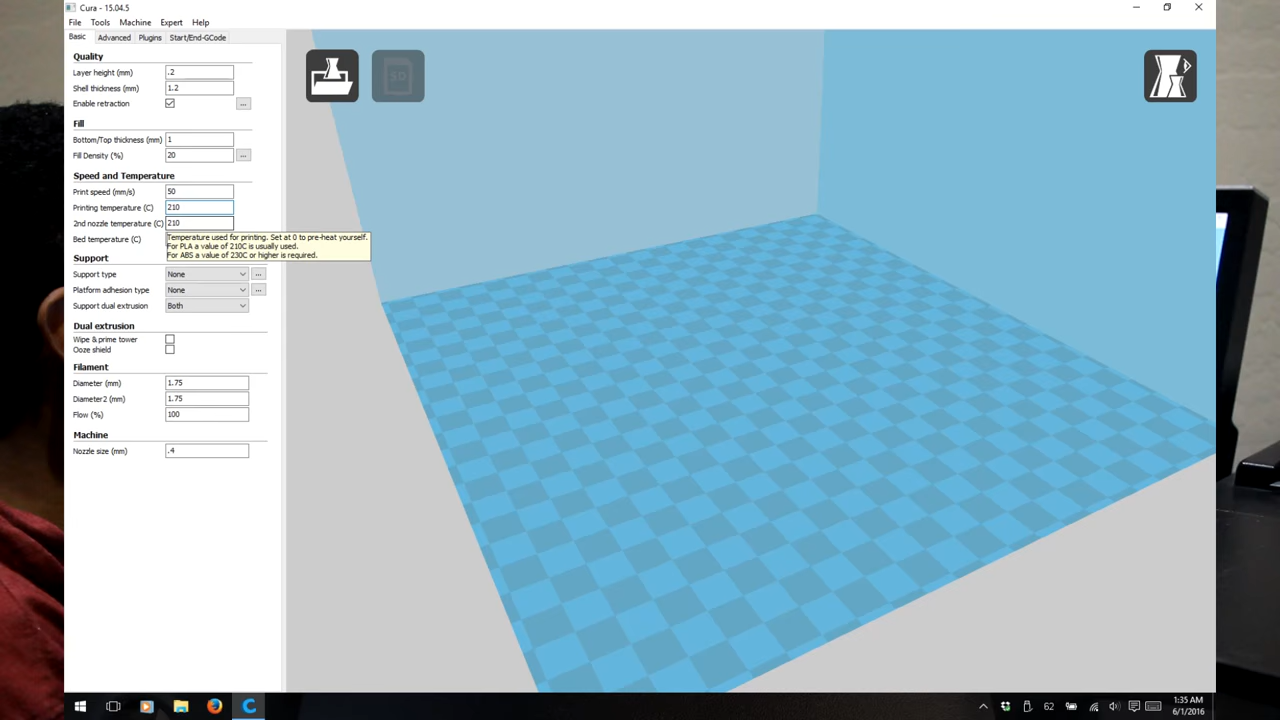 Cura - 15.04.5
File Tools Machine Expert Help
Basic Advanced Plugins Start/End-GCode
Quality
Layer height (mm) .2
Shell thickness (mm) 1.2
Enable retraction ...
Fill
Bottom/Top thickness (mm) 1
Fill Density (%) 20 ...
Speed and Temperature
Print speed (mm/s) 50
Printing temperature (C) 210
2nd nozzle temperature (C) 210
Bed temperature (C)
Temperature used for printing. Set at 0 to pre-heat yourself.
For PLA a value of 210C is usually used.
For ABS a value of 230C or higher is required.
Support
Support type None ...
Platform adhesion type None ...
Support dual extrusion Both
Dual extrusion
Wipe & prime tower
Ooze shield
Filament
Diameter (mm) 1.75
Diameter2 (mm) 1.75
Flow (%) 100
Machine
Nozzle size (mm) .4
SD
62
1:35 AM
6/1/2016